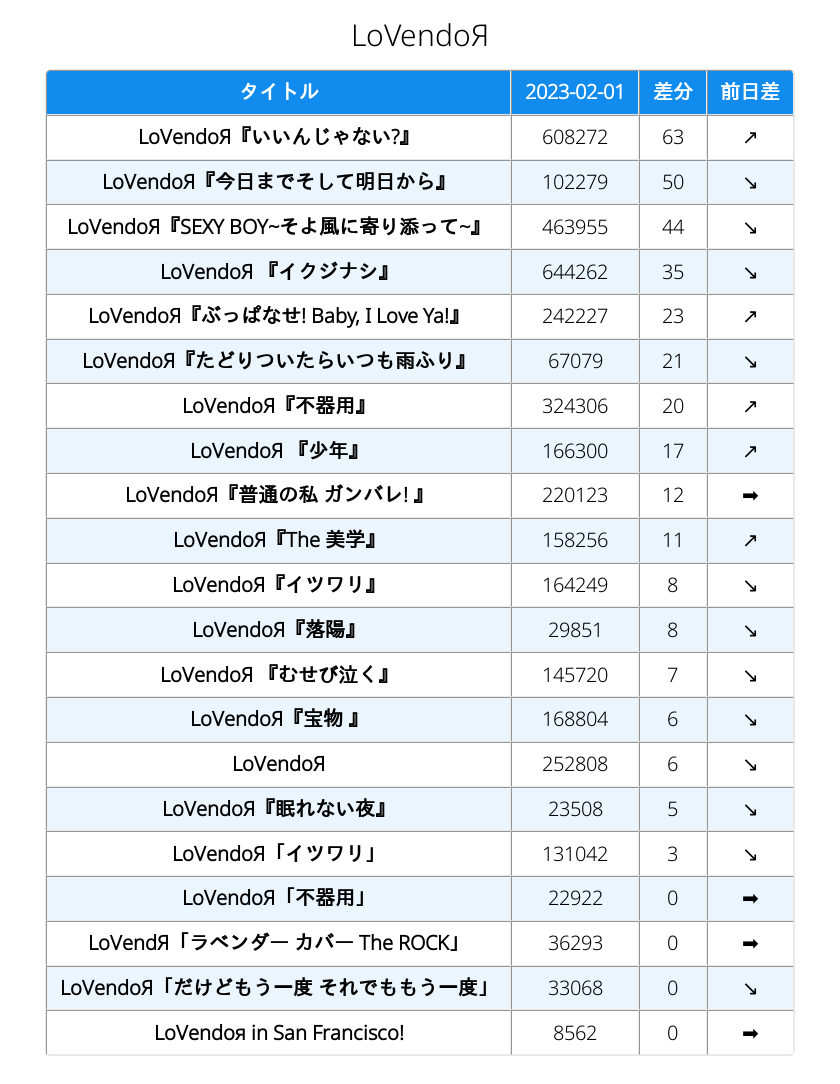 LoVendoЯ
タイトル 2023-02-01 差分 前日差
LoVendoЯ『いいんじゃない?』 608272 63 ↗
LoVendoЯ『今日までそして明日から』 102279 50 ↘
LoVendoЯ『SEXY BOY~そよ風に寄り添って~』 463955 44 ↘
LoVendoЯ 『イクジナシ』 644262 35 ↘
LoVendoЯ『ぶっぱなせ! Baby, I Love Ya!』 242227 23 ↗
LoVendoЯ『たどりついたらいつも雨ふり』 67079 21 ↘
LoVendoЯ『不器用』 324306 20 ↗
LoVendoЯ 『少年』 166300 17 ↗
LoVendoЯ『普通の私 ガンバレ! 』 220123 12 ➡
LoVendoЯ『The 美学』 158256 11 ↗
LoVendoЯ『イツワリ』 164249 8 ↘
LoVendoЯ『落陽』 29851 8 ↘
LoVendoЯ 『むせび泣く』 145720 7 ↘
LoVendoЯ『宝物 』 168804 6 ↘
LoVendoЯ 252808 6 ↘
LoVendoЯ『眠れない夜』 23508 5 ↘
LoVendoЯ「イツワリ」 131042 3 ↘
LoVendoЯ「不器用」 22922 0 ➡
LoVendЯ「ラベンダー カバー The ROCK」 36293 0 ➡
LoVendoЯ「だけどもう一度 それでももう一度」 33068 0 ↘
LoVendoя in San Francisco! 8562 0 ➡